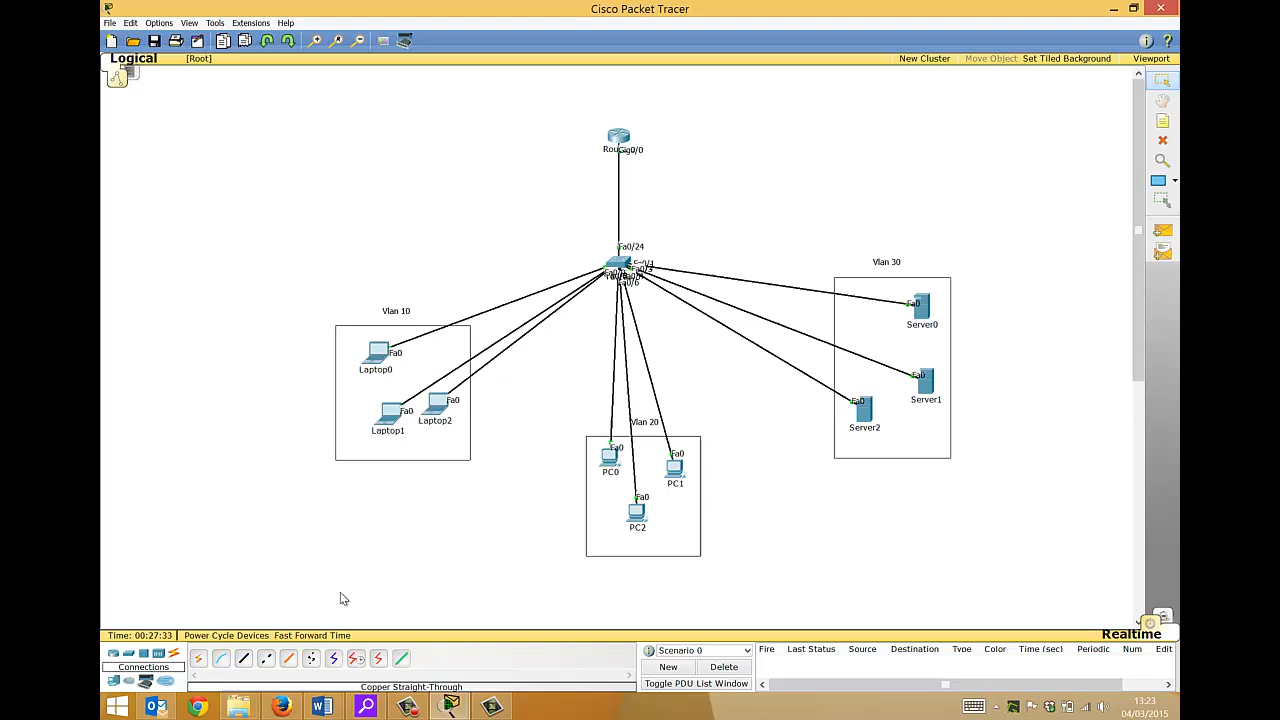 Cisco Packet Tracer
File Edit Options View Tools Extensions Help
Logical [Root] New Cluster Move Object Set Tiled Background Viewport
Fa0/24
Vlan 30
Fa0/6
Fa0
Server0
Vlan 10
Fa0
Laptop0
Fa0
Server1
Fa0
Laptop2
Fa0
Laptop1
Fa0
Server2
Vlan 20
Fa0
PC0
Fa0
PC1
Fa0
PC2
Time: 00:27:33 Power Cycle Devices Fast Forward Time Realtime
Connections
Copper Straight-Through
Scenario 0
New Delete
Toggle PDU List Window
Fire Last Status Source Destination Type Color Time (sec) Periodic Num Edit
13:23
04/03/2015